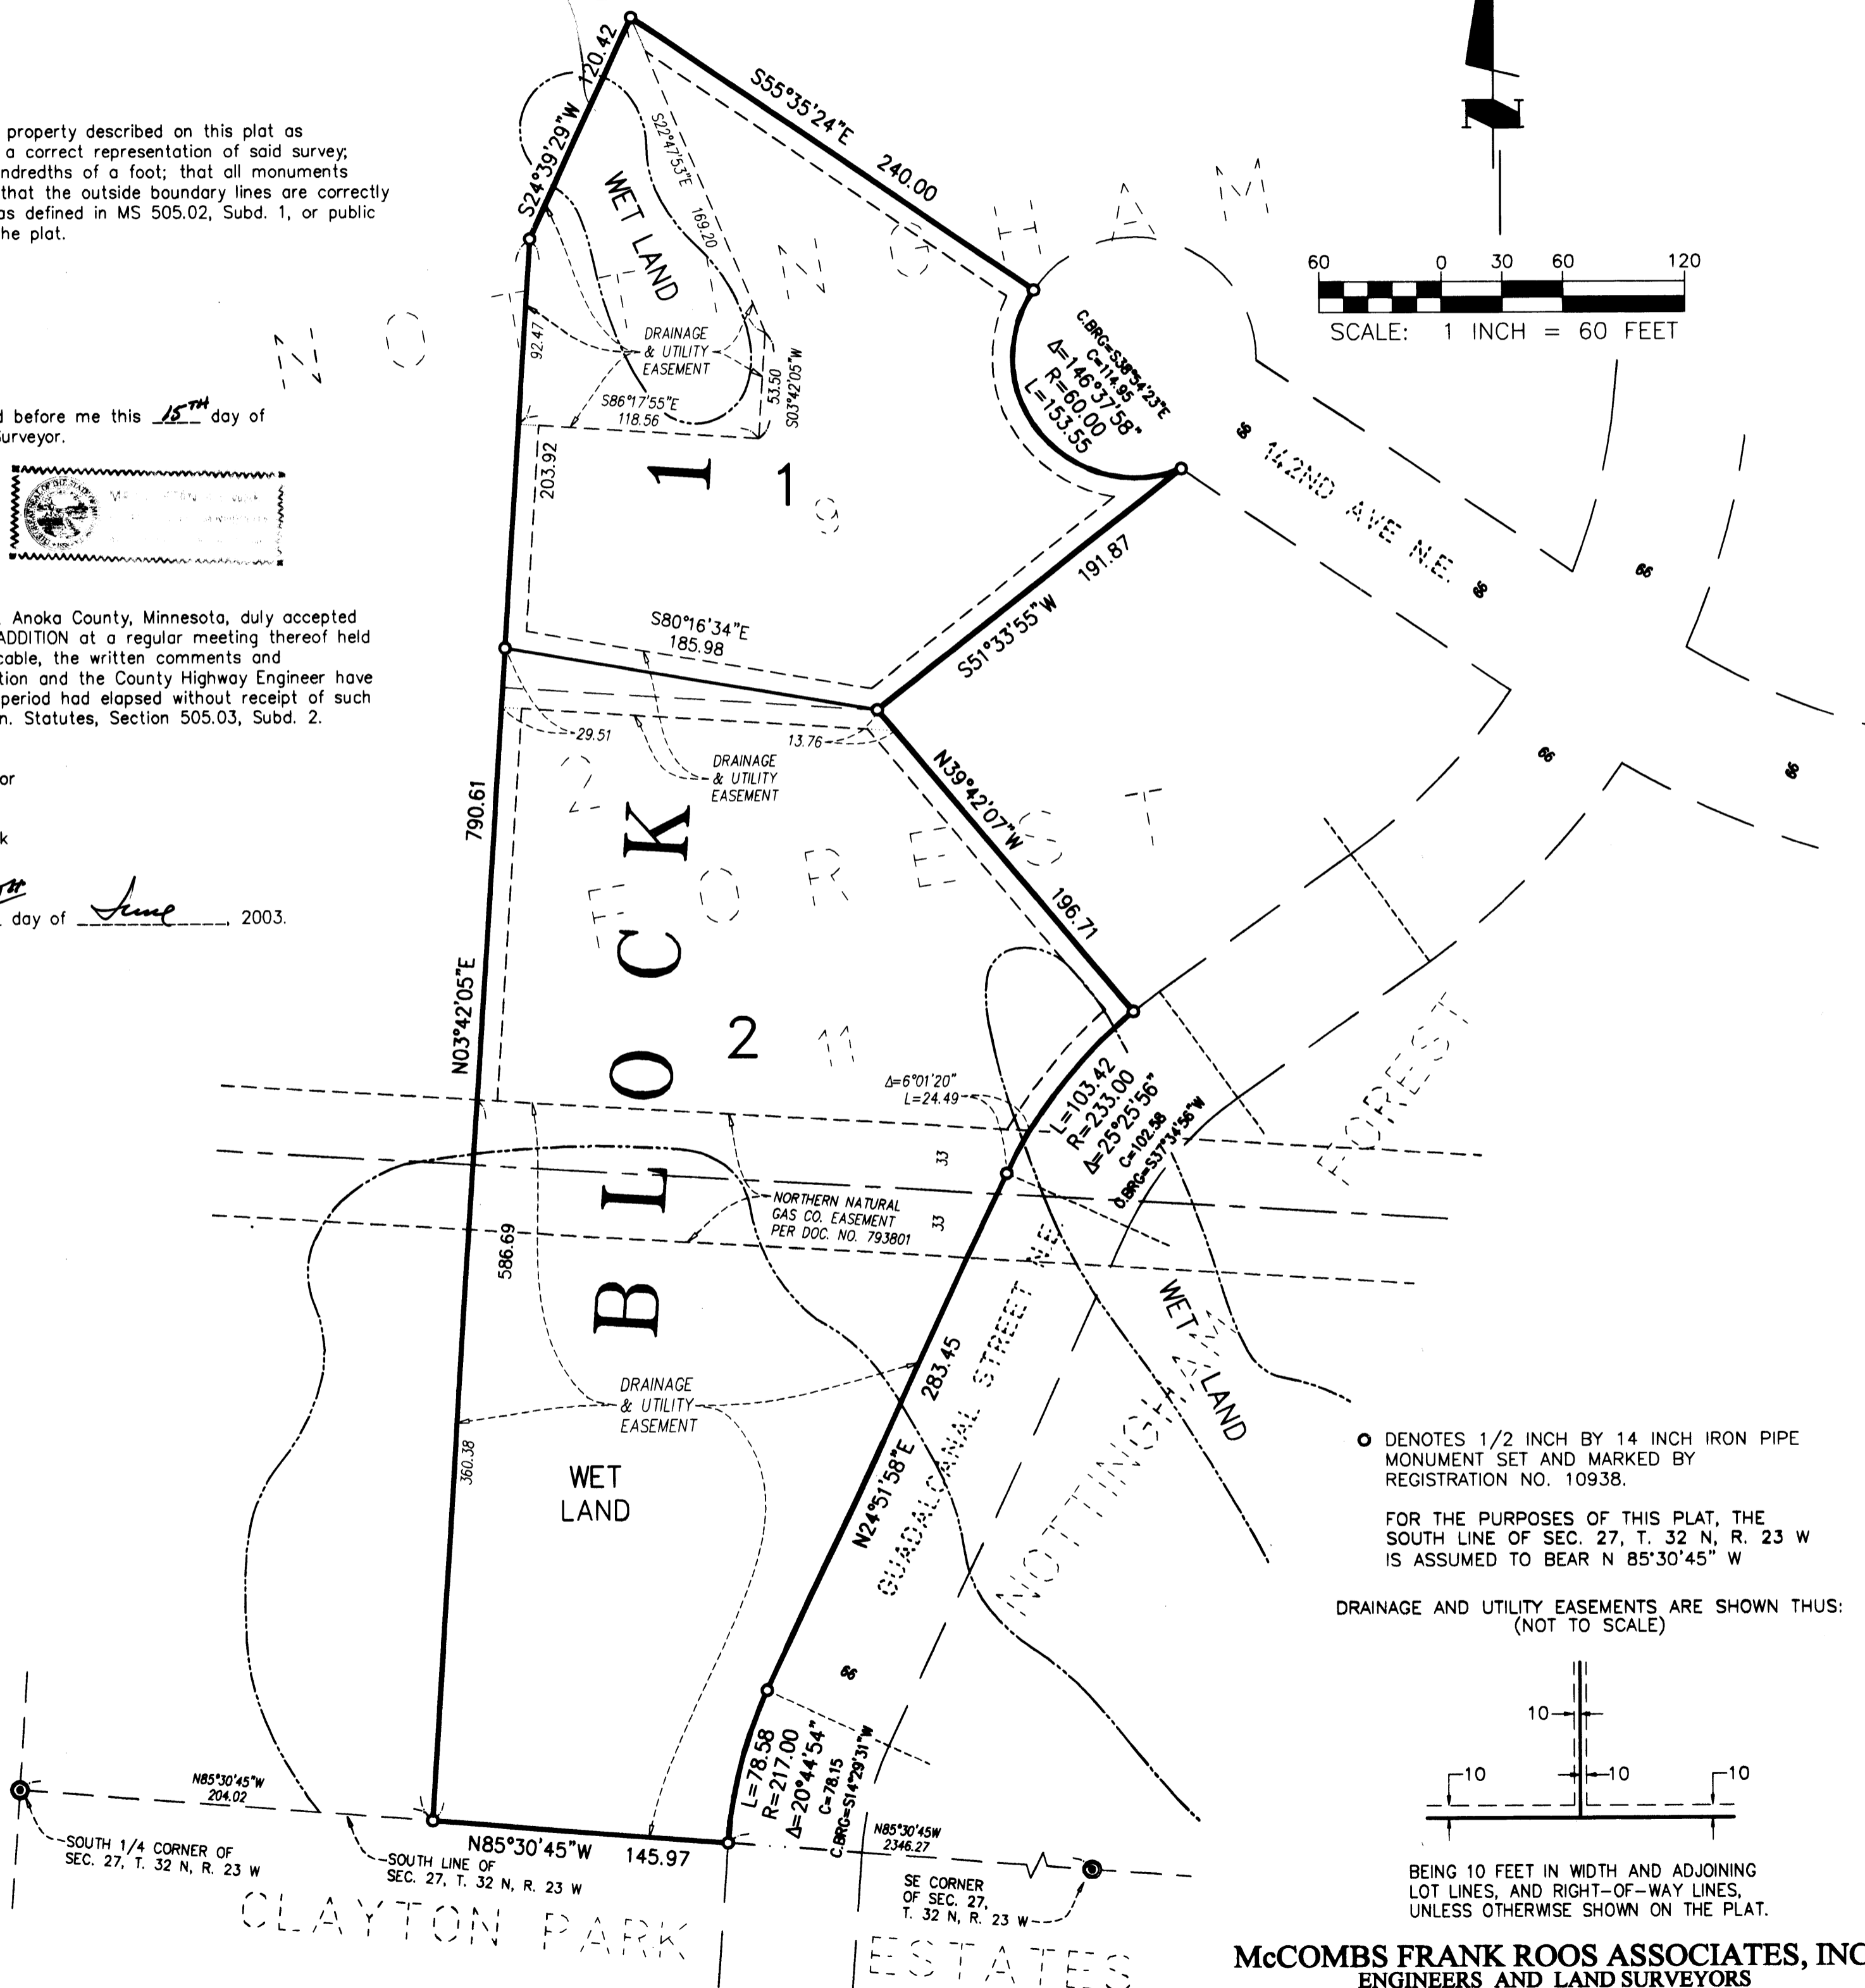 property described on this plat as
a correct representation of said survey;
ndredths of a foot; that all monuments
that the outside boundary lines are correctly
as defined in MS 505.02, Subd. 1, or public
he plat.
before me this 15TH day of
Surveyor.
Anoka County, Minnesota, duly accepted
ADDITION at a regular meeting thereof held
cable, the written comments and
tion and the County Highway Engineer have
period had elapsed without receipt of such
n. Statutes, Section 505.03, Subd. 2.
or
k
day of June, 2003.
S24°39'29"W 120.42
S55°35'24"E 240.00
WET LAND
S22°47'53"E 169.20
NOTTINGHAM
92.47
DRAINAGE
& UTILITY
EASEMENT
S86°17'55"E
118.56
53.50
S03°42'05"W
C.BRG=S38°54'23"E
C=114.95
Δ=146°37'58"
R=60.00
L=153.55
60 0 30 60 120
SCALE: 1 INCH = 60 FEET
66 142ND AVE N.E. 66
66
66
66
203.92
1
1
9
S51°33'55"W 191.87
S80°16'34"E
185.98
29.51
13.76
DRAINAGE
& UTILITY
EASEMENT
2
N39°42'07"W 196.71
FOREST
790.61
N03°42'05"E
BLOCK
2
11
Δ=6°01'20"
L=24.49
L=103.42
R=233.00
Δ=25°25'56"
C=102.58
C.BRG=S37°34'56"W
FOREST
33
33
NORTHERN NATURAL
GAS CO. EASEMENT
PER DOC. NO. 793801
586.69
WET LAND
DRAINAGE
& UTILITY
EASEMENT
N24°51'58"E 283.45
GUADALCANAL STREET N.E.
NOTTINGHAM
360.38
WET
LAND
66
L=78.58
R=217.00
Δ=20°44'54"
C=78.15
C.BRG=S14°29'31"W
N85°30'45"W
204.02
SOUTH 1/4 CORNER OF
SEC. 27, T. 32 N, R. 23 W
N85°30'45"W 145.97
SOUTH LINE OF
SEC. 27, T. 32 N, R. 23 W
N85°30'45W
2346.27
SE CORNER
OF SEC. 27,
T. 32 N, R. 23 W
CLAYTON PARK ESTATES
DENOTES 1/2 INCH BY 14 INCH IRON PIPE
MONUMENT SET AND MARKED BY
REGISTRATION NO. 10938.
FOR THE PURPOSES OF THIS PLAT, THE
SOUTH LINE OF SEC. 27, T. 32 N, R. 23 W
IS ASSUMED TO BEAR N 85°30'45" W
DRAINAGE AND UTILITY EASEMENTS ARE SHOWN THUS:
(NOT TO SCALE)
10
10
10
10
BEING 10 FEET IN WIDTH AND ADJOINING
LOT LINES, AND RIGHT-OF-WAY LINES,
UNLESS OTHERWISE SHOWN ON THE PLAT.
McCOMBS FRANK ROOS ASSOCIATES, INC
ENGINEERS AND LAND SURVEYORS